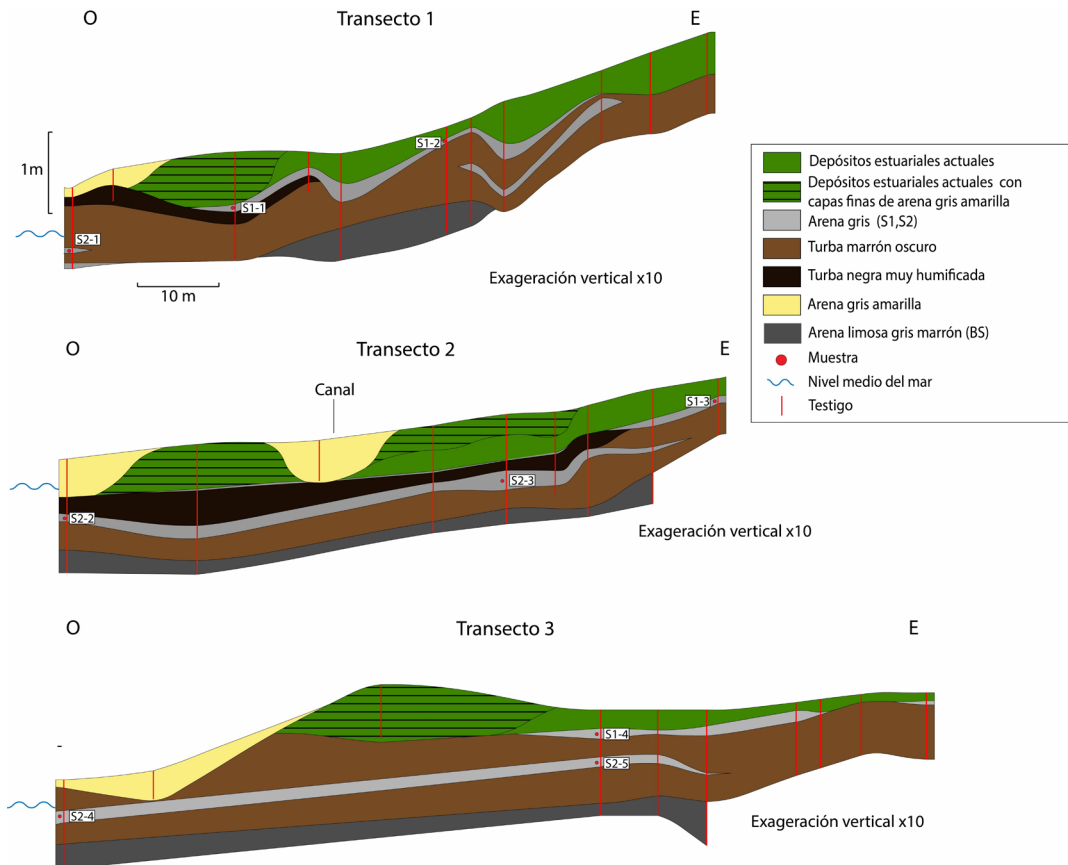 O
Transecto 1
E
1m
S1-2
S1-1
S2-1
10 m
Exageración vertical x10
Depósitos estuariales actuales
Depósitos estuariales actuales con
capas finas de arena gris amarilla
Arena gris (S1,S2)
Turba marrón oscuro
Turba negra muy humificada
Arena gris amarilla
Arena limosa gris marrón (BS)
Muestra
Nivel medio del mar
Testigo
O
Transecto 2
E
Canal
S1-3
S2-3
S2-2
Exageración vertical x10
O
Transecto 3
E
S1-4
S2-5
S2-4
Exageración vertical x10